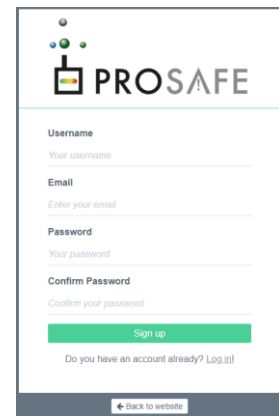 PROSAFE
Username
Your username
Email
Enter your email
Password
Your password
Confirm Password
Confirm your password
Sign up
Do you have an account already? Log in!
Back to website